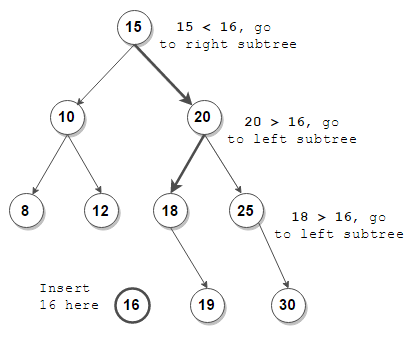 15
15 < 16, go
to right subtree
10
20
20 > 16, go
to left subtree
8
12
18
25
18 > 16, go
to left subtree
Insert
16 here
16
19
30